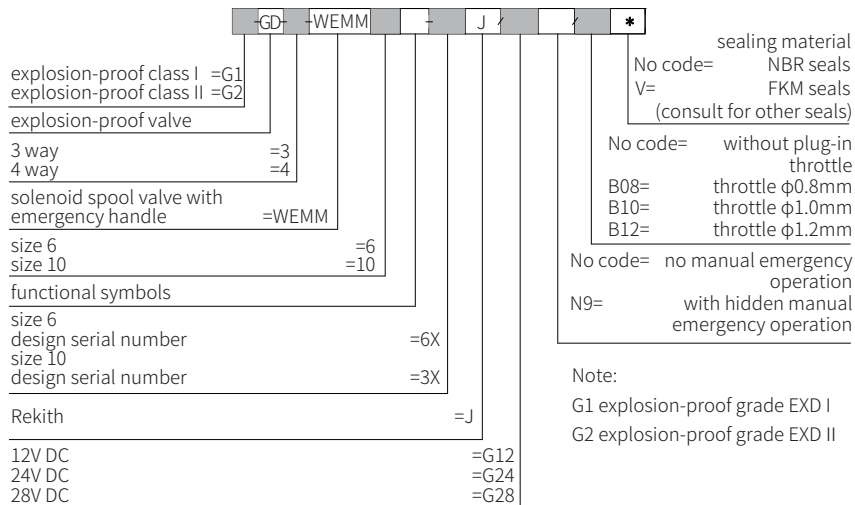 -GD- -WEMM - J / / *
explosion-proof class I =G1
explosion-proof class II =G2
explosion-proof valve
3 way =3
4 way =4
solenoid spool valve with
emergency handle =WEMM
size 6 =6
size 10 =10
functional symbols
size 6
design serial number =6X
size 10
design serial number =3X
Rekith =J
12V DC =G12
24V DC =G24
28V DC =G28
sealing material
No code= NBR seals
V= FKM seals
(consult for other seals)
No code= without plug-in
throttle
B08= throttle φ0.8mm
B10= throttle φ1.0mm
B12= throttle φ1.2mm
No code= no manual emergency
operation
N9= with hidden manual
emergency operation
Note:
G1 explosion-proof grade EXD I
G2 explosion-proof grade EXD II